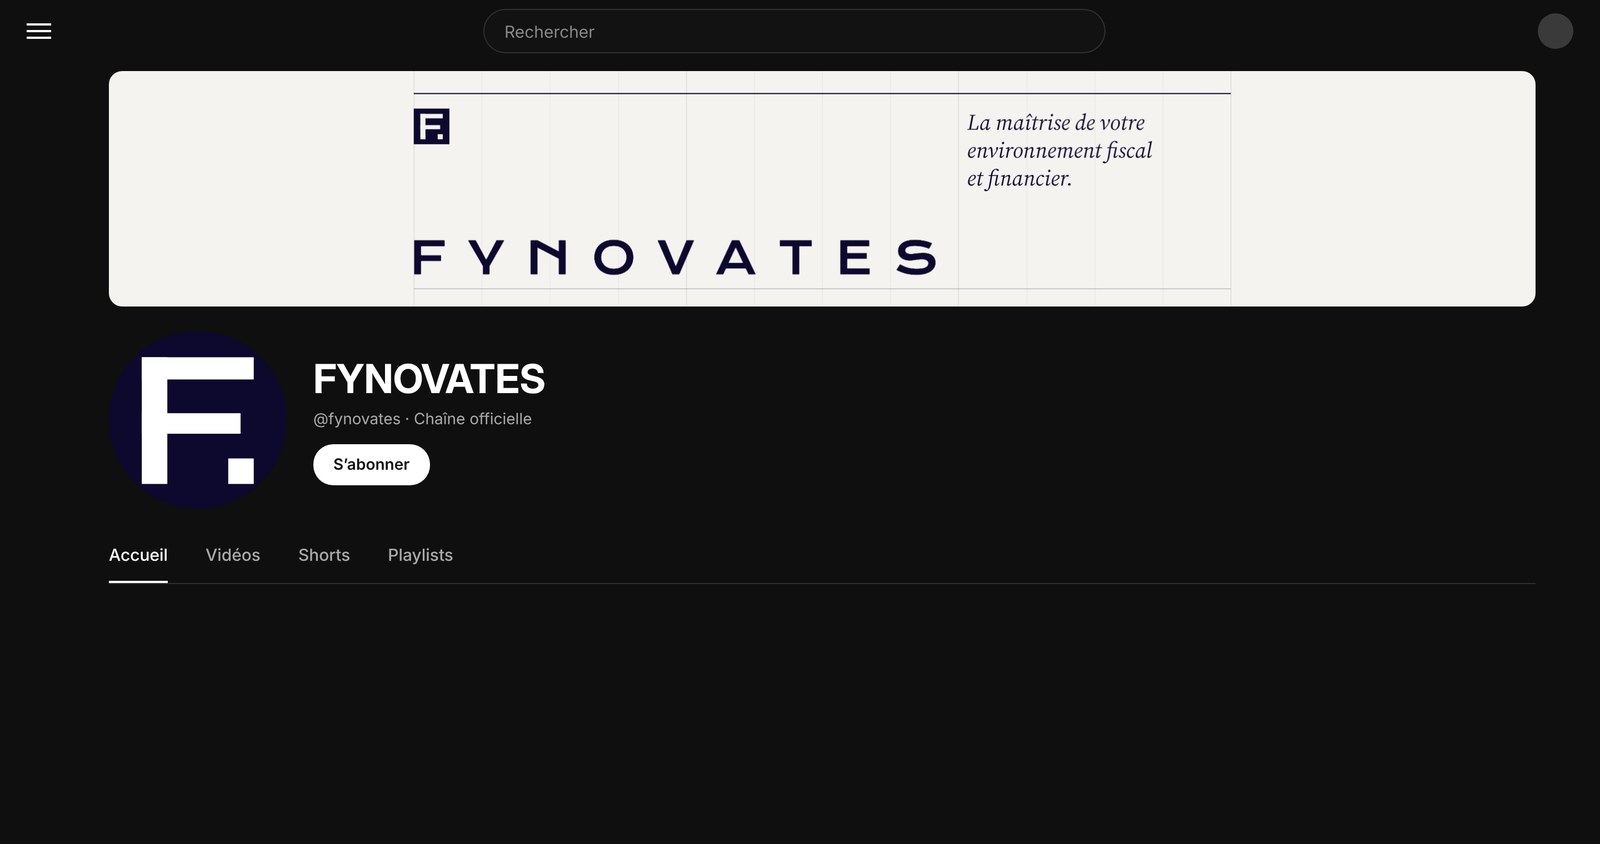 Rechercher
F.
La maîtrise de votre
environnement fiscal
et financier.
FYNOVATES
F.
FYNOVATES
@fynovates · Chaîne officielle
S’abonner
Accueil Vidéos Shorts Playlists